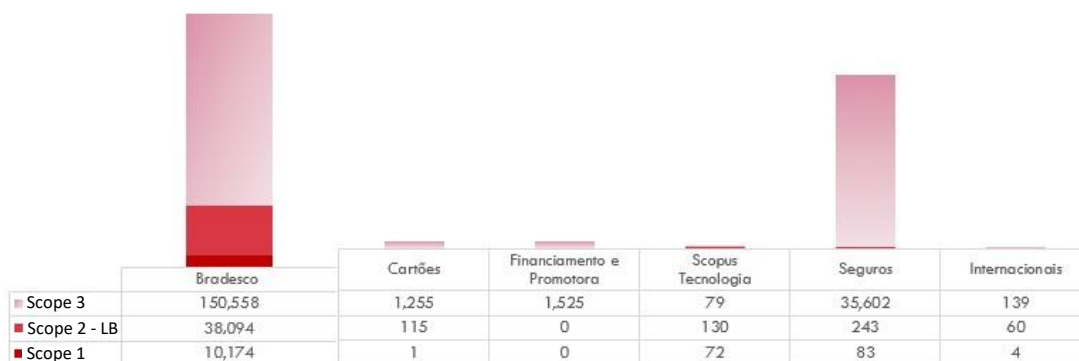 Bradesco Cartões Financiamento e Promotora Scopus Tecnologia Seguros Internacionais
Scope 3 150,558 1,255 1,525 79 35,602 139
Scope 2 - LB 38,094 115 0 130 243 60
Scope 1 10,174 1 0 72 83 4